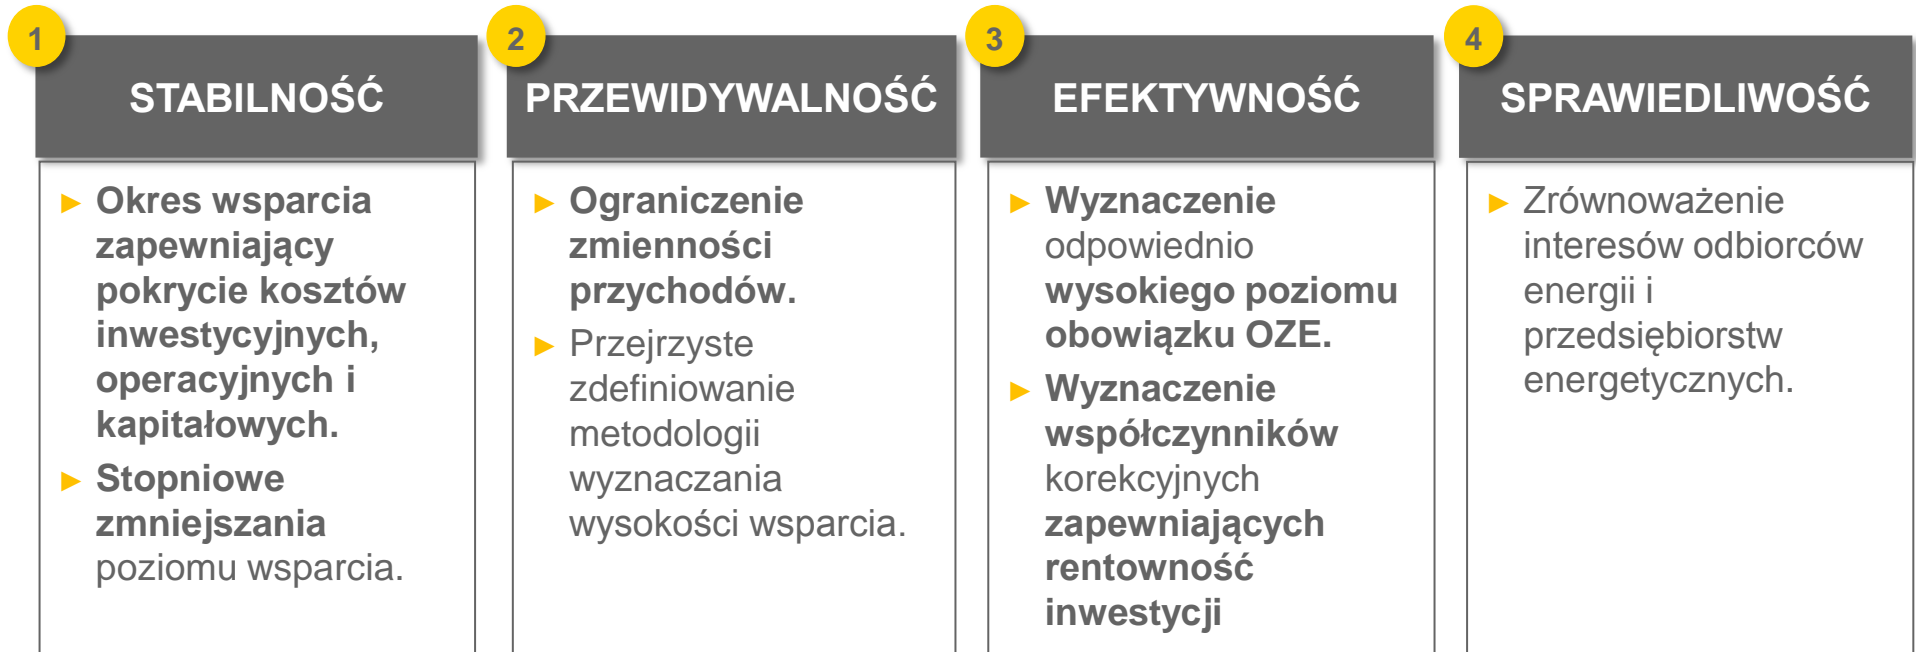 1
STABILNOŚĆ
► Okres wsparcia
zapewniający
pokrycie kosztów
inwestycyjnych,
operacyjnych i
kapitałowych.
► Stopniowe
zmniejszania
poziomu wsparcia.
2
PRZEWIDYWALNOŚĆ
► Ograniczenie
zmienności
przychodów.
► Przejrzyste
zdefiniowanie
metodologii
wyznaczania
wysokości wsparcia.
3
EFEKTYWNOŚĆ
► Wyznaczenie
odpowiednio
wysokiego poziomu
obowiązku OZE.
► Wyznaczenie
współczynników
korekcyjnych
zapewniających
rentowność
inwestycji
4
SPRAWIEDLIWOŚĆ
► Zrównoważenie
interesów odbiorców
energii i
przedsiębiorstw
energetycznych.